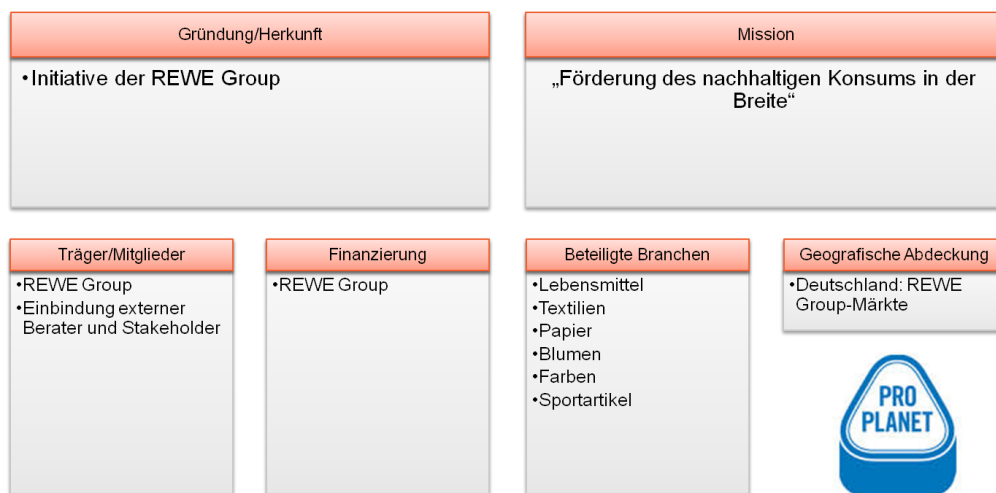 Gründung/Herkunft
•Initiative der REWE Group
Mission
„Förderung des nachhaltigen Konsums in der
Breite“
Träger/Mitglieder
•REWE Group
•Einbindung externer
Berater und Stakeholder
Finanzierung
•REWE Group
Beteiligte Branchen
•Lebensmittel
•Textilien
•Papier
•Blumen
•Farben
•Sportartikel
Geografische Abdeckung
•Deutschland: REWE
Group-Märkte
PRO
PLANET